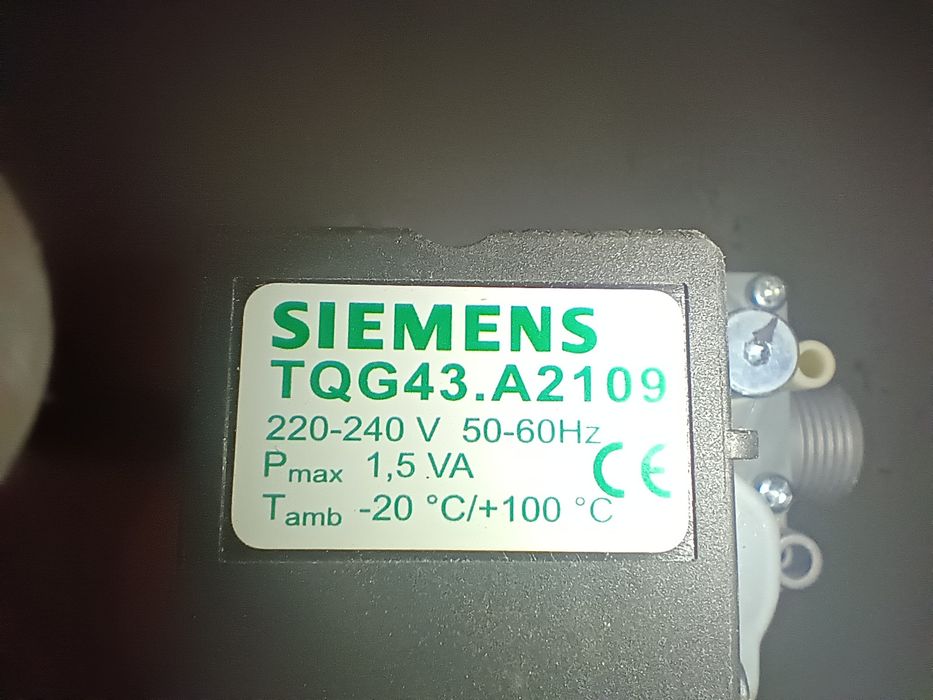 SIEMENS
TQG43.A2109
220-240 V 50-60Hz
Pmax 1,5 VA CE
Tamb -20 °C/+100 °C